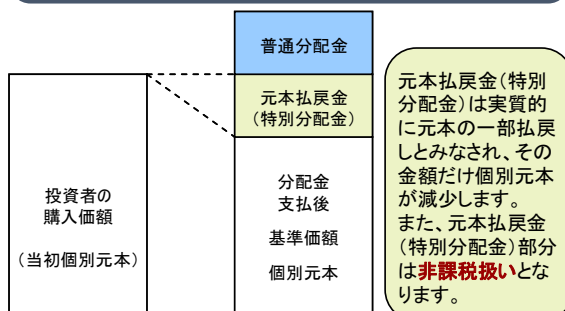 普通分配金
元本払戻金
（特別分配金）
投資者の
購入価額
（当初個別元本）
分配金
支払後
基準価額
個別元本
元本払戻金（特別
分配金）は実質的
に元本の一部払戻
しとみなされ、その
金額だけ個別元本
が減少します。
また、元本払戻金
（特別分配金）部分
は非課税扱いとな
ります。